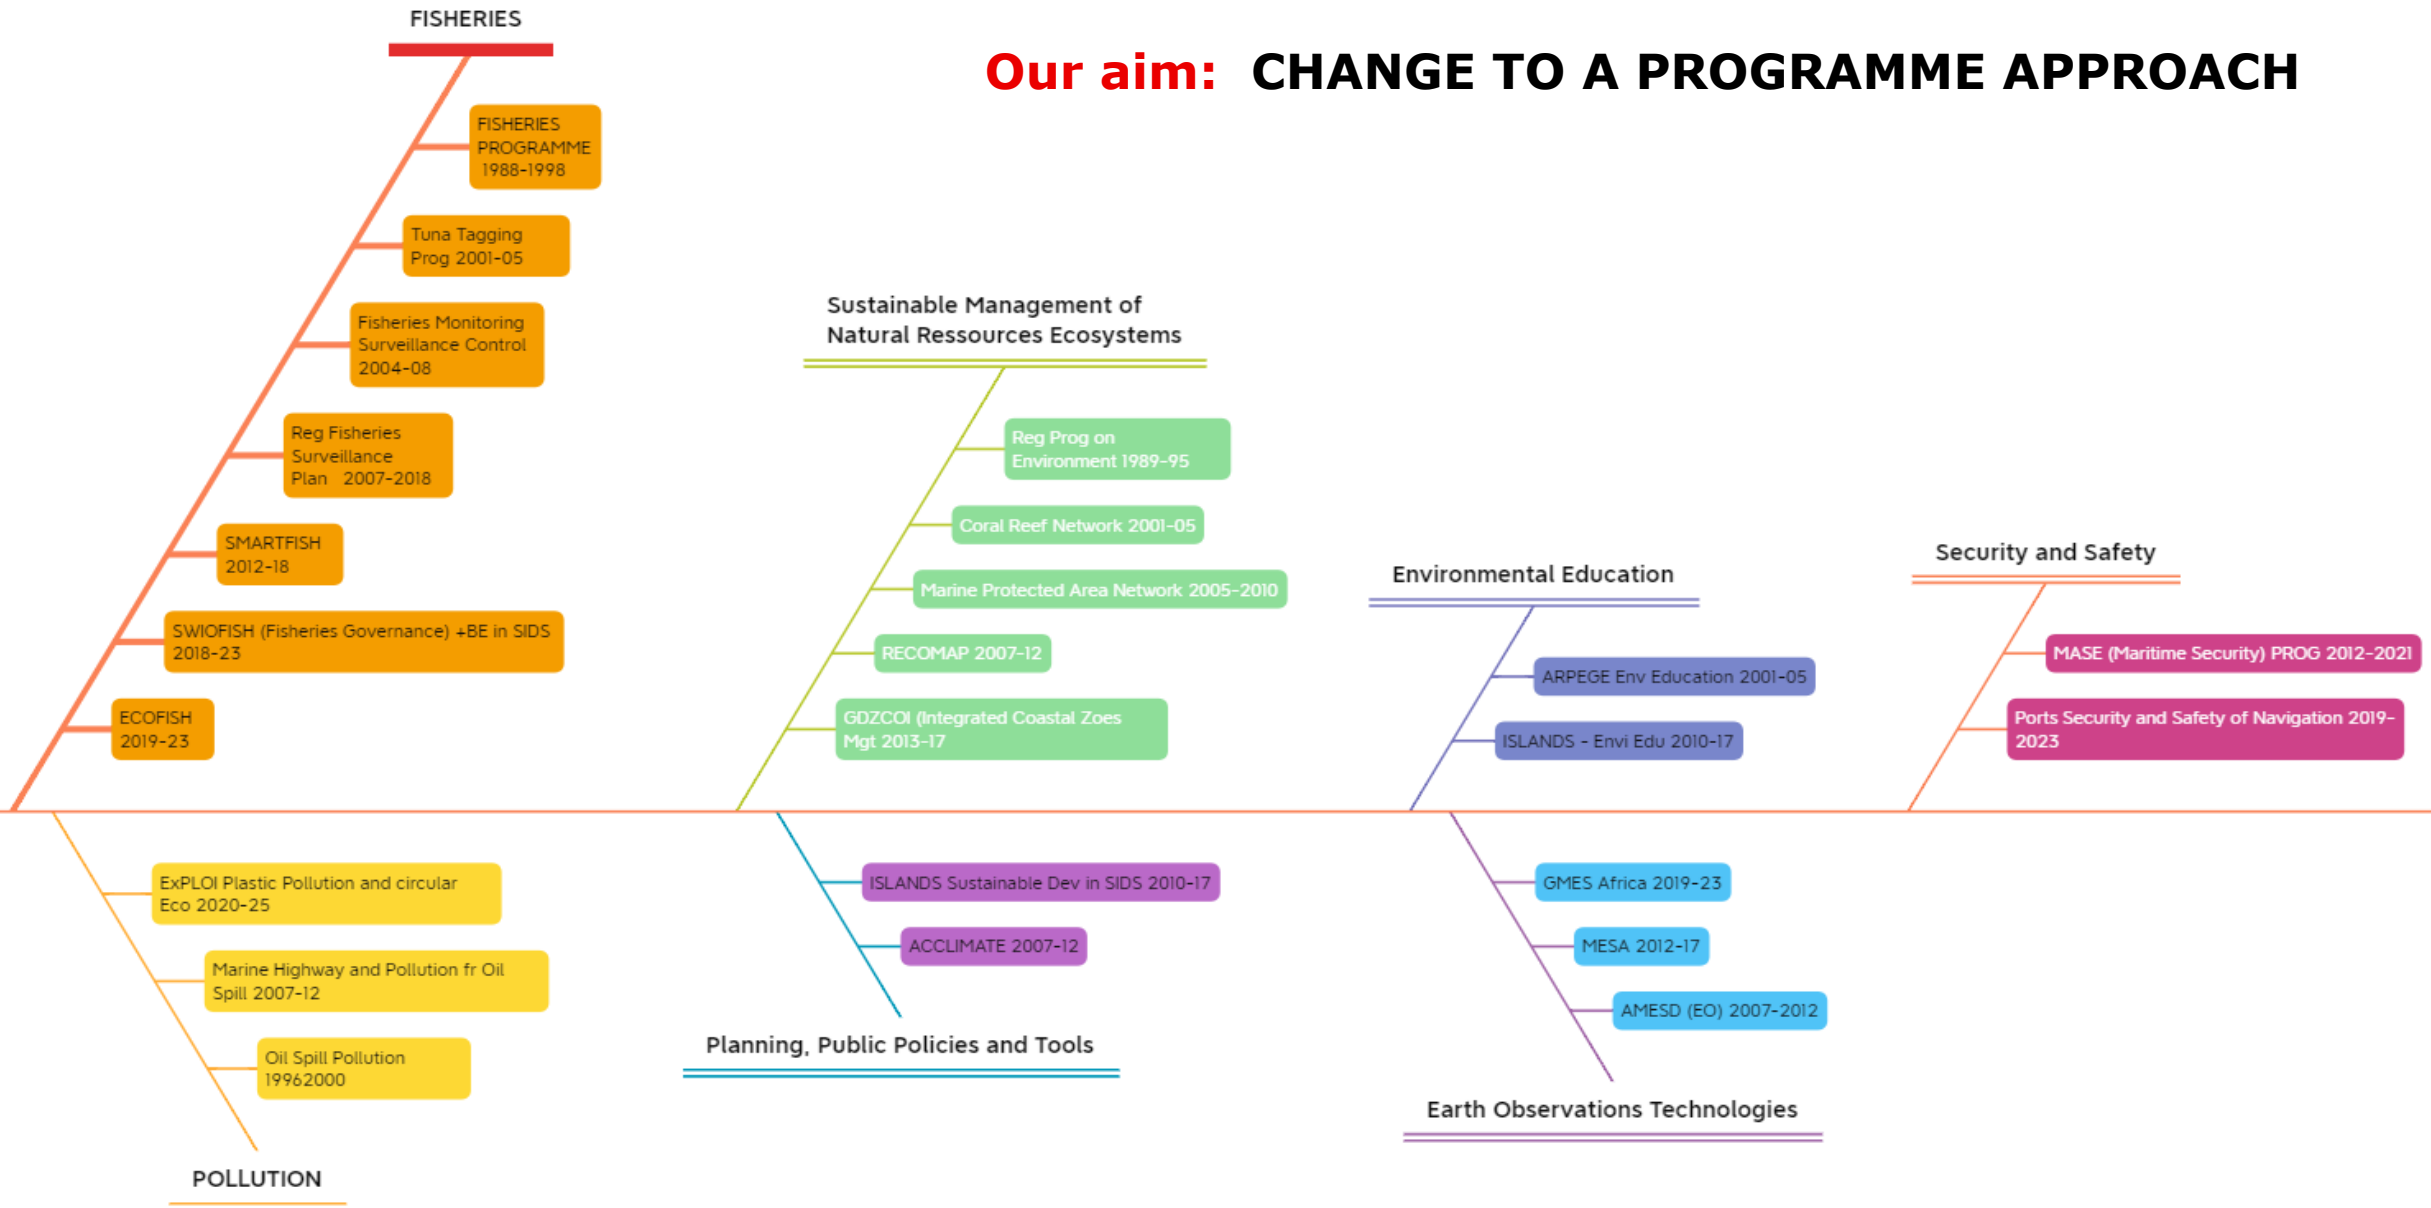 FISHERIES
Our aim: CHANGE TO A PROGRAMME APPROACH
FISHERIES
PROGRAMME
1988-1998
Tuna Tagging
Prog 2001-05
Fisheries Monitoring
Surveillance Control
2004-08
Reg Fisheries
Surveillance
Plan 2007-2018
SMARTFISH
2012-18
SWIOFISH (Fisheries Governance) +BE in SIDS
2018-23
ECOFISH
2019-23
Sustainable Management of
Natural Ressources Ecosystems
Reg Prog on
Environment 1989-95
Coral Reef Network 2001-05
Marine Protected Area Network 2005-2010
RECOMAP 2007-12
GDZCOI (Integrated Coastal Zoes
Mgt 2013-17
Environmental Education
ARPEGE Env Education 2001-05
ISLANDS - Envi Edu 2010-17
Security and Safety
MASE (Maritime Security) PROG 2012-2021
Ports Security and Safety of Navigation 2019-
2023
ExPLOI Plastic Pollution and circular
Eco 2020-25
Marine Highway and Pollution fr Oil
Spill 2007-12
Oil Spill Pollution
19962000
POLLUTION
ISLANDS Sustainable Dev in SIDS 2010-17
ACCLIMATE 2007-12
Planning, Public Policies and Tools
GMES Africa 2019-23
MESA 2012-17
AMESD (EO) 2007-2012
Earth Observations Technologies